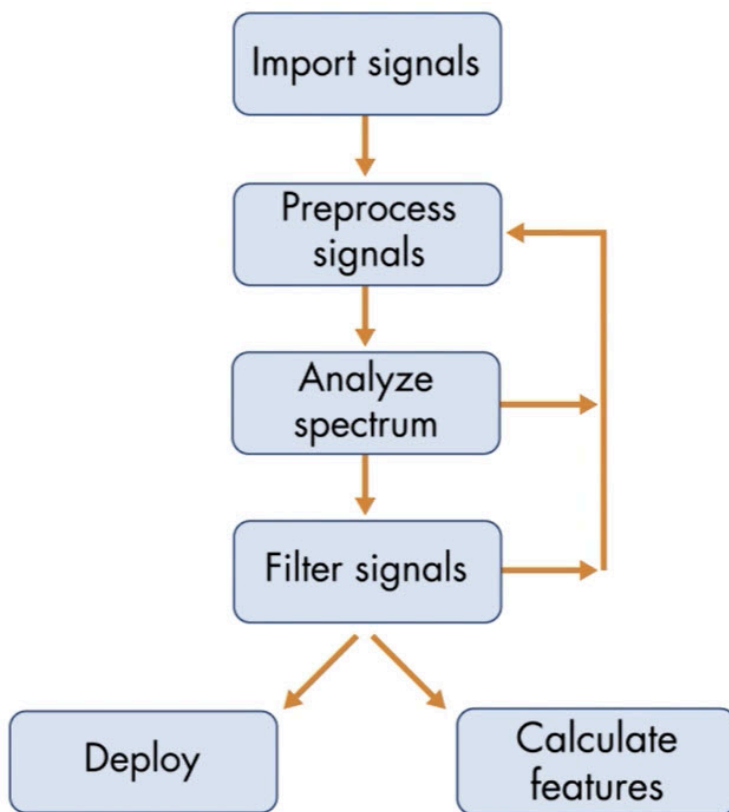 Import signals
Preprocess
signals
Analyze
spectrum
Filter signals
Deploy
Calculate
features